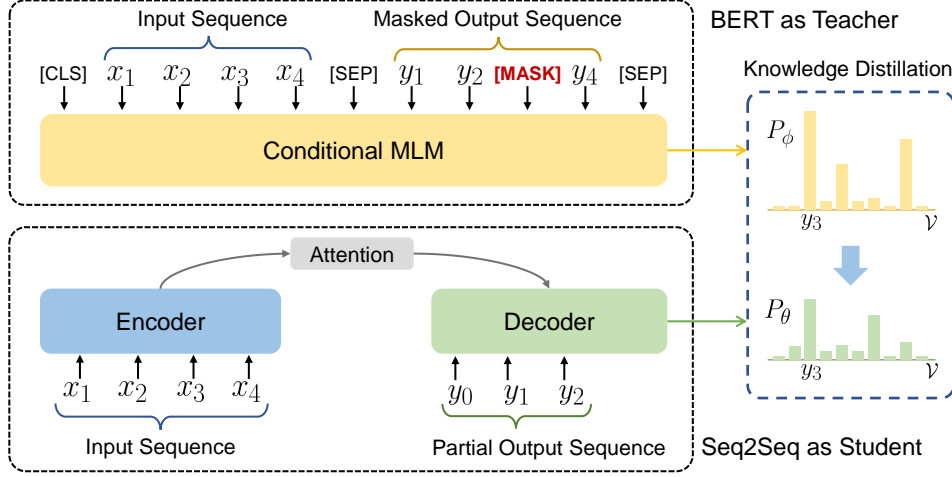 Input Sequence
Masked Output Sequence
BERT as Teacher
[CLS] x₁ x₂ x₃ x₄ [SEP] y₁ y₂ [MASK] y₄ [SEP]
Conditional MLM
Knowledge Distillation
P_ϕ
y₃ 𝒱
Attention
Encoder
Decoder
P_θ
y₃ 𝒱
x₁ x₂ x₃ x₄
y₀ y₁ y₂
Input Sequence
Partial Output Sequence
Seq2Seq as Student